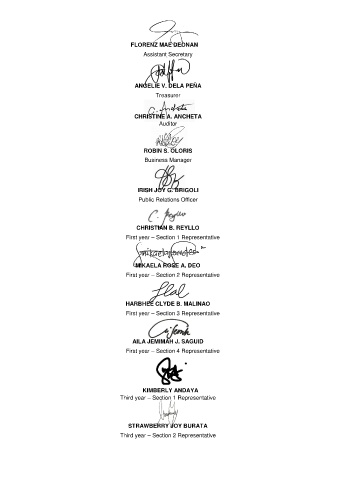 FLORENZ MAE DEGNAN
Assistant Secretary
ANGELIE V. DELA PEÑA
Treasurer
C. Ancheta
CHRISTINE A. ANCHETA
Auditor
ROBIN S. OLORIS
Business Manager
IRISH JOY G. BRIGOLI
Public Relations Officer
C. Reyllo
CHRISTIAN B. REYLLO
First year – Section 1 Representative
MIKAELA ROSE A. DEO
First year – Section 2 Representative
HARBHEE CLYDE B. MALINAO
First year – Section 3 Representative
AILA JEMIMAH J. SAGUID
First year – Section 4 Representative
KIMBERLY ANDAYA
Third year – Section 1 Representative
STRAWBERRY JOY BURATA
Third year – Section 2 Representative